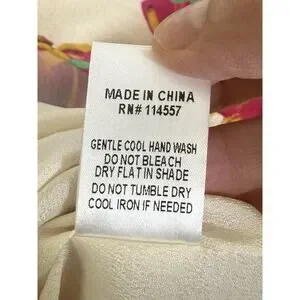 MADE IN CHINA
RN# 114557
GENTLE COOL HAND WASH
DO NOT BLEACH
DRY FLAT IN SHADE
DO NOT TUMBLE DRY
COOL IRON IF NEEDED